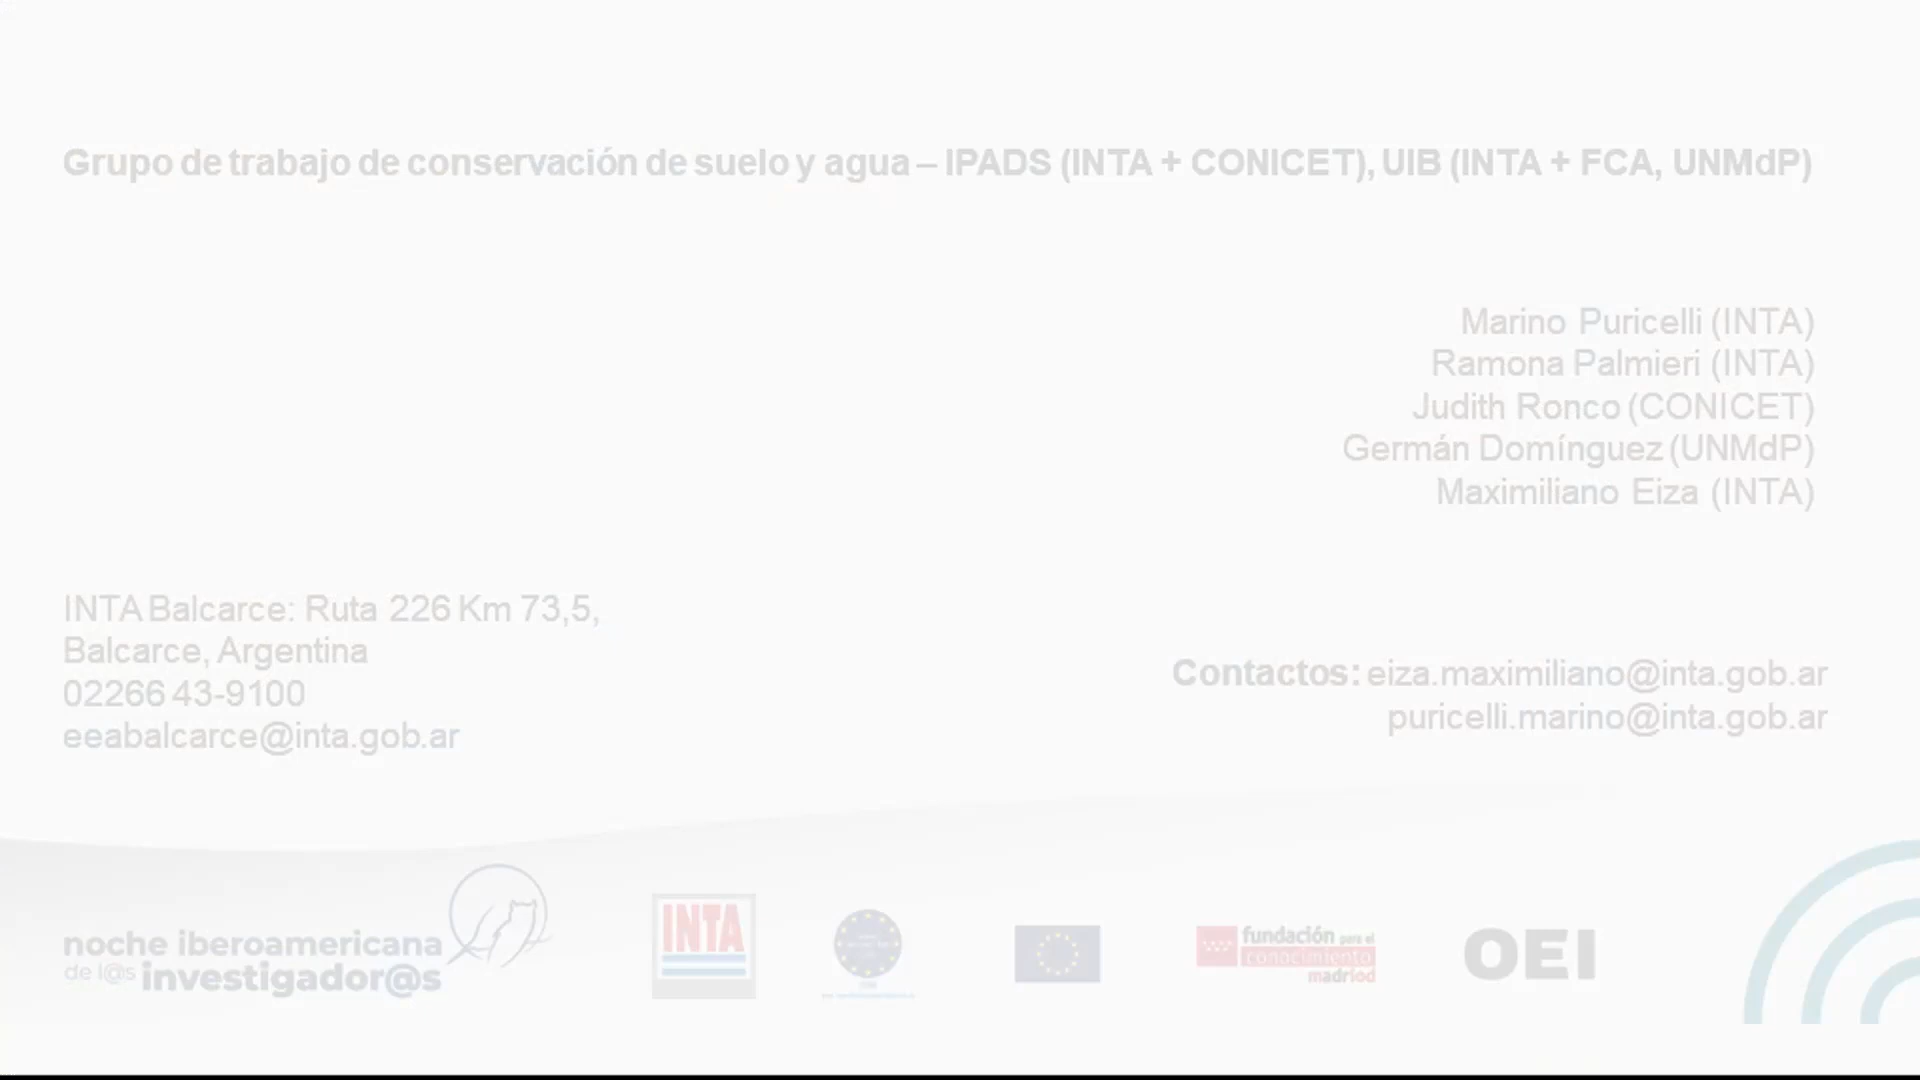 Grupo de trabajo de conservación de suelo y agua – IPADS (INTA + CONICET), UIB (INTA + FCA, UNMdP)
Marino Puricelli (INTA)
Ramona Palmieri (INTA)
Judith Ronco (CONICET)
Germán Domínguez (UNMdP)
Maximiliano Eiza (INTA)
INTA Balcarce: Ruta 226 Km 73,5,
Balcarce, Argentina
02266 43-9100
eeabalcarce@inta.gob.ar
Contactos: eiza.maximiliano@inta.gob.ar
puricelli.marino@inta.gob.ar
noche iberoamericana
de l@s investigador@s
INTA
fundación para el
conocimiento
madrid
OEI